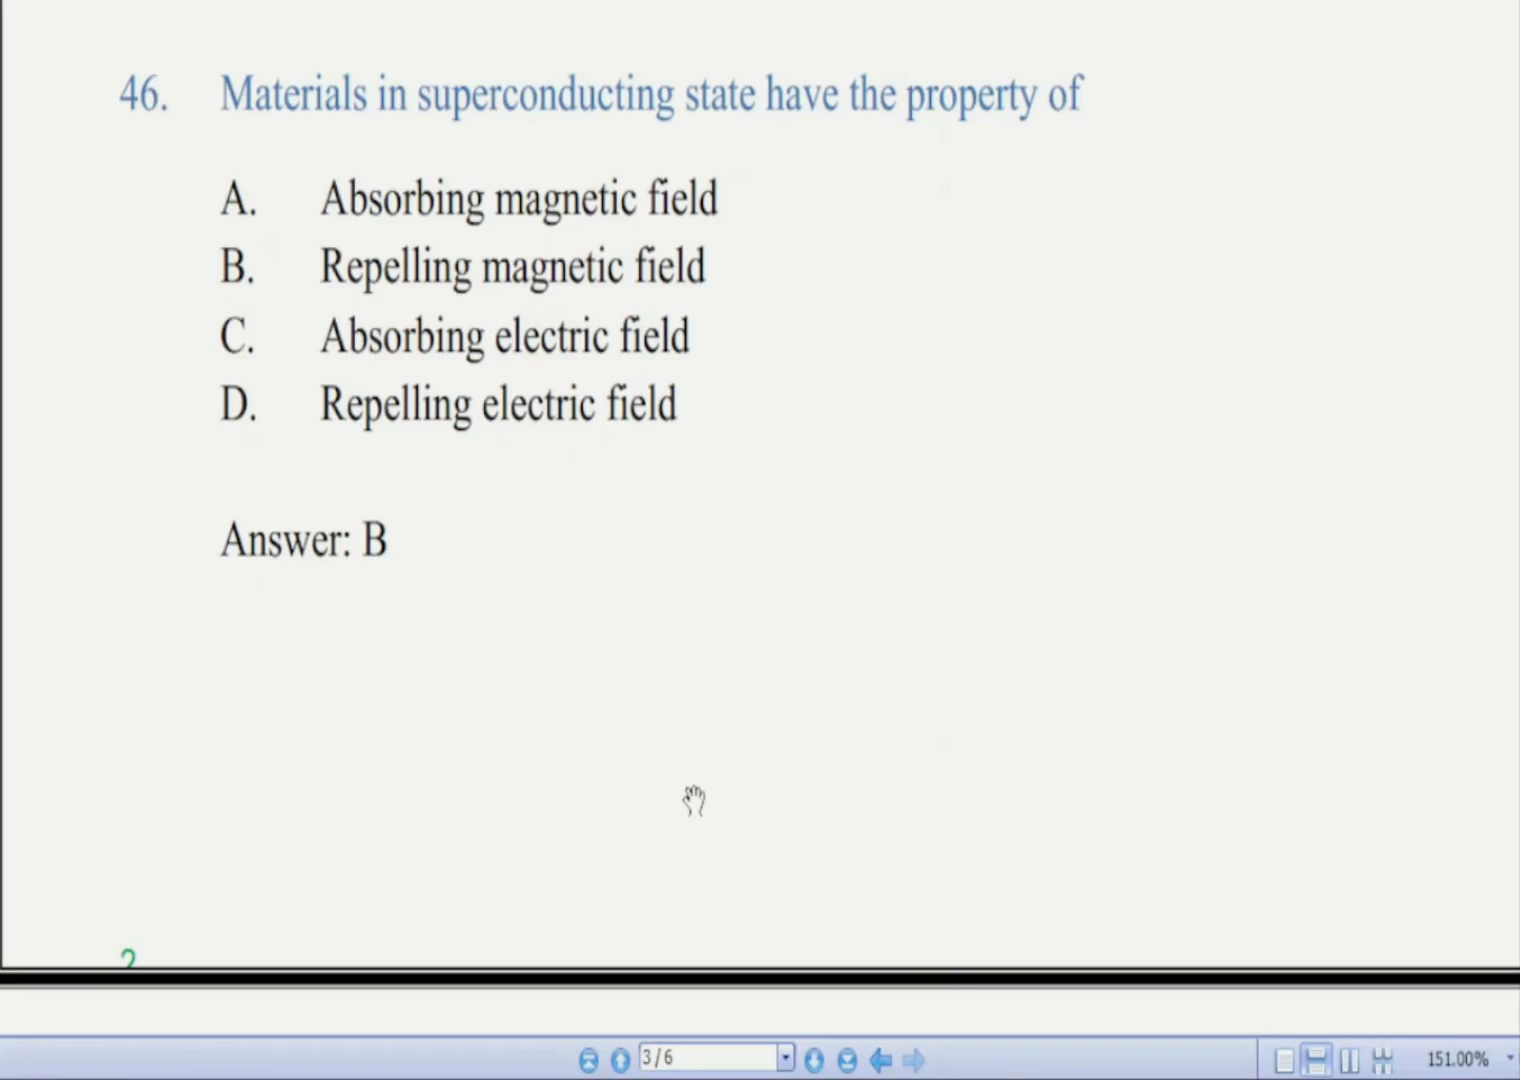 46. Materials in superconducting state have the property of
A. Absorbing magnetic field
B. Repelling magnetic field
C. Absorbing electric field
D. Repelling electric field
Answer: B
2
3/6
151.00%